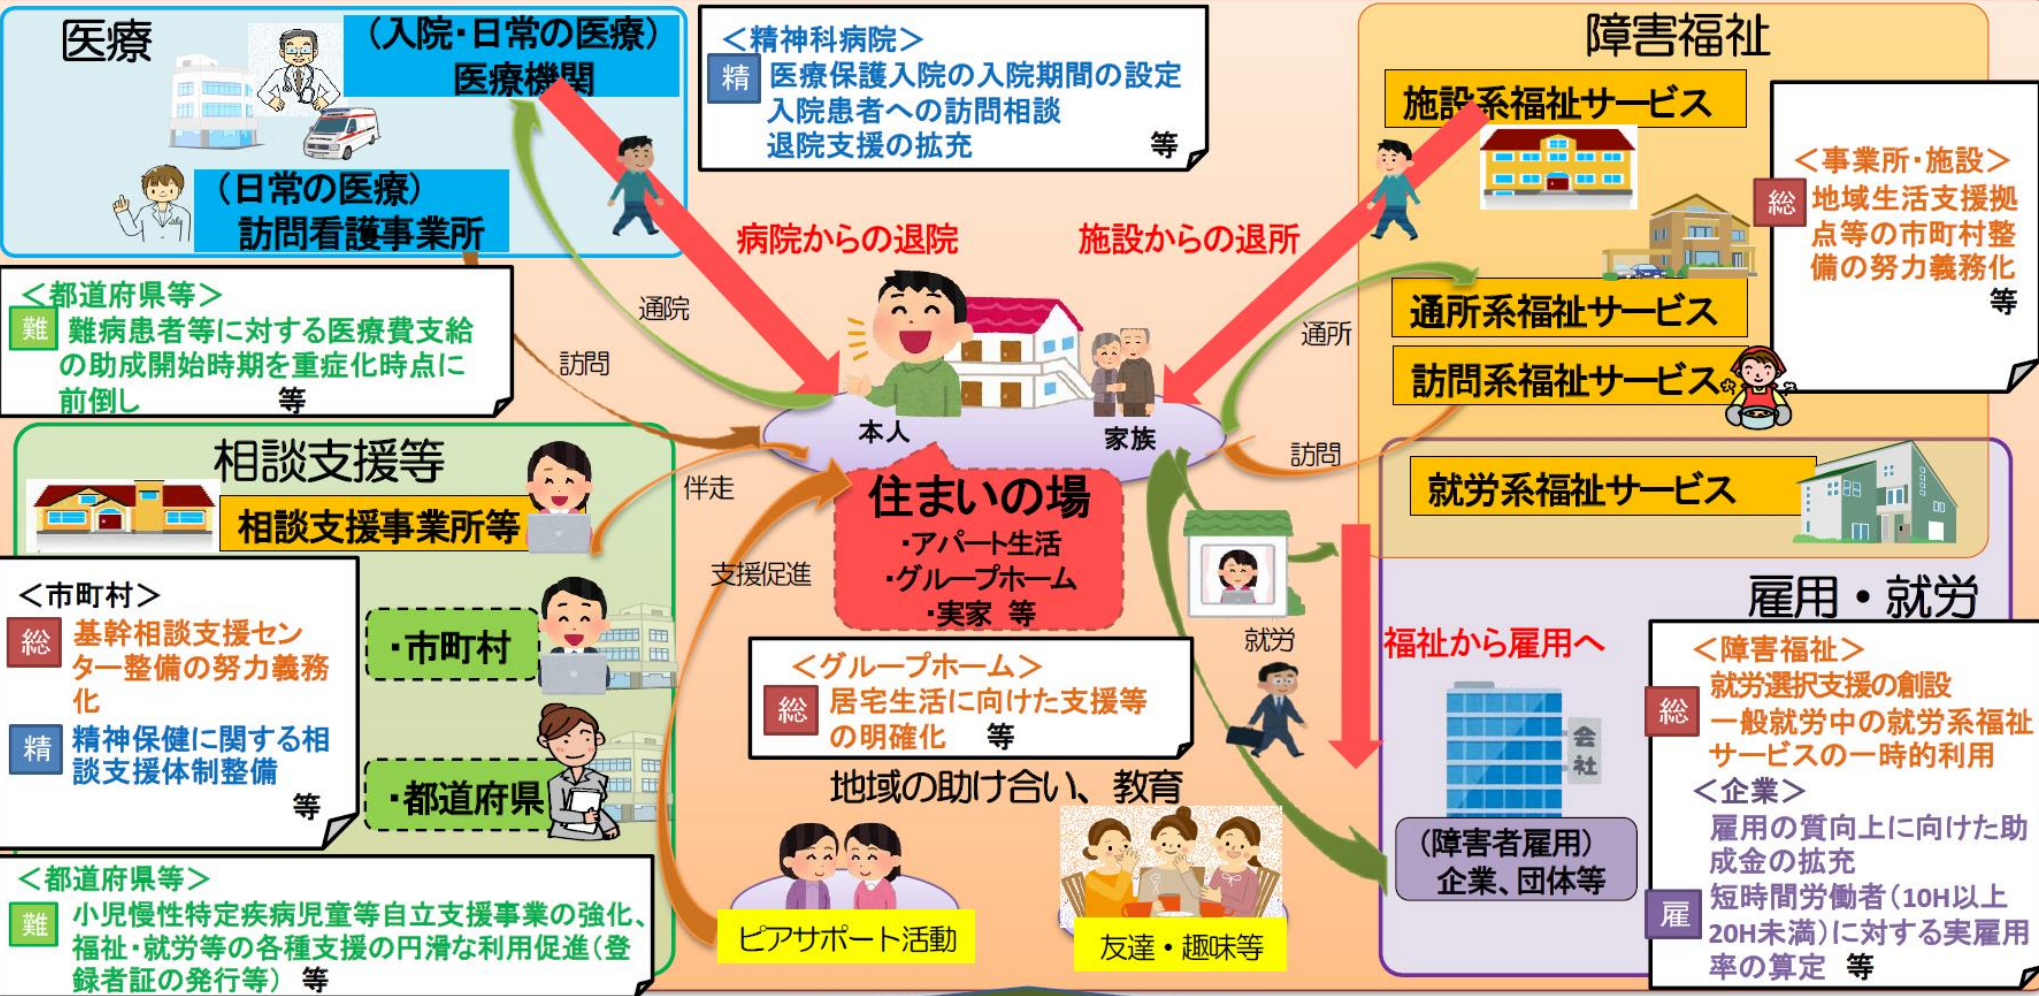 医療
（入院・日常の医療）
医療機関
（日常の医療）
訪問看護事業所
＜精神科病院＞
精
医療保護入院の入院期間の設定
入院患者への訪問相談
退院支援の拡充
等
障害福祉
施設系福祉サービス
＜事業所・施設＞
総
地域生活支援拠
点等の市町村整
備の努力義務化
等
通所系福祉サービス
訪問系福祉サービス
就労系福祉サービス
病院からの退院
施設からの退所
通院
訪問
通所
訪問
＜都道府県等＞
難
難病患者等に対する医療費支給
の助成開始時期を重症化時点に
前倒し 等
本人
家族
住まいの場
・アパート生活
・グループホーム
・実家 等
相談支援等
相談支援事業所等
伴走
支援促進
＜市町村＞
総
基幹相談支援セン
ター整備の努力義務
化
精
精神保健に関する相
談支援体制整備
等
・市町村
・都道府県
＜都道府県等＞
難
小児慢性特定疾病児童等自立支援事業の強化、
福祉・就労等の各種支援の円滑な利用促進（登
録者証の発行等） 等
＜グループホーム＞
総
居宅生活に向けた支援等
の明確化 等
地域の助け合い、教育
ピアサポート活動
友達・趣味等
就労
福祉から雇用へ
雇用・就労
会
社
（障害者雇用）
企業、団体等
＜障害福祉＞
総
就労選択支援の創設
一般就労中の就労系福祉
サービスの一時的利用
＜企業＞
雇用の質向上に向けた助
成金の拡充
雇
短時間労働者（10H以上
20H未満）に対する実雇用
率の算定 等